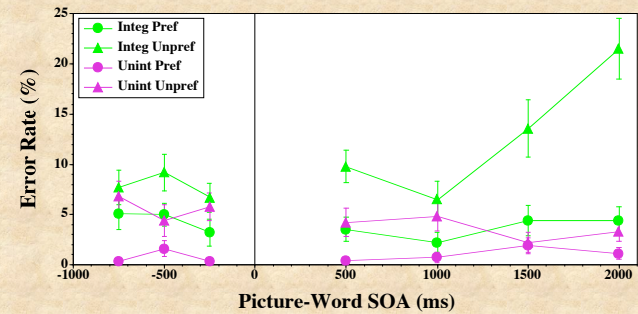 25
20
15
10
5
0
Error Rate (%)
Integ Pref
Integ Unpref
Unint Pref
Unint Unpref
-1000 -500 0 500 1000 1500 2000
Picture-Word SOA (ms)